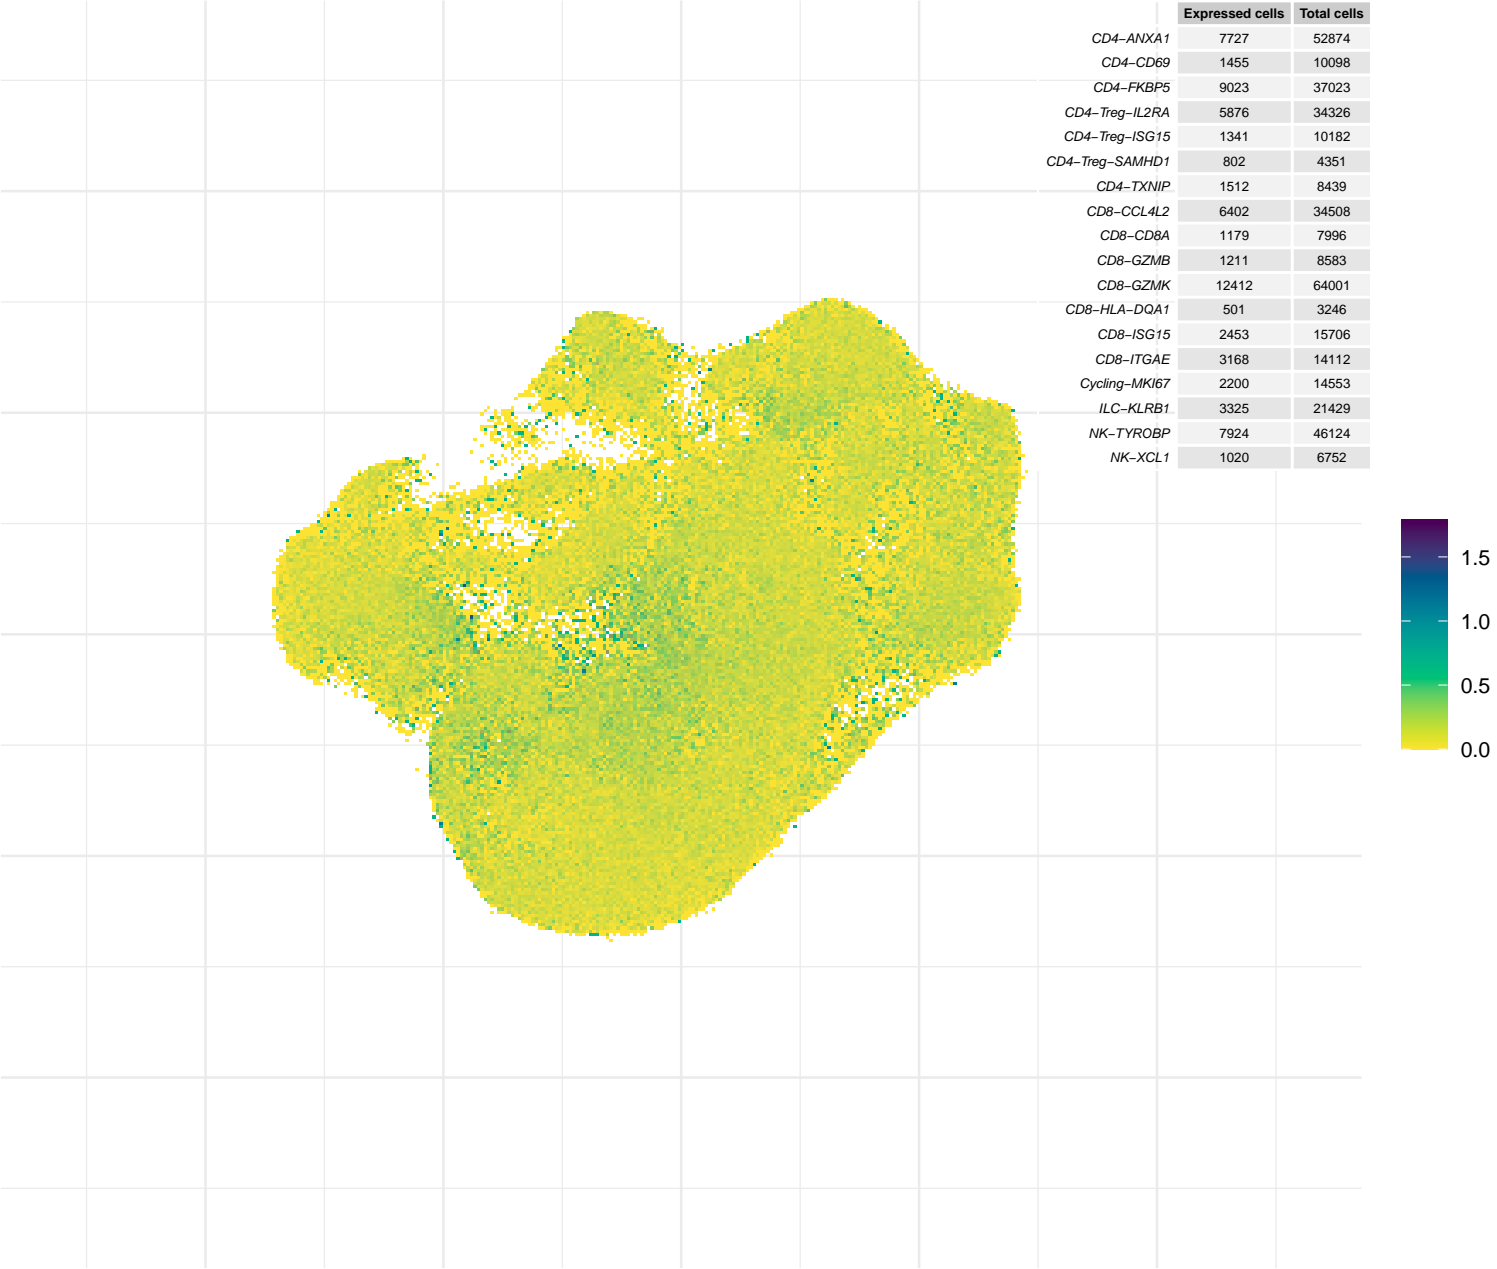 Expressed cells Total cells
CD4−ANXA1 7727 52874
CD4−CD69 1455 10098
CD4−FKBP5 9023 37023
CD4−Treg−IL2RA 5876 34326
CD4−Treg−ISG15 1341 10182
CD4−Treg−SAMHD1 802 4351
CD4−TXNIP 1512 8439
CD8−CCL4L2 6402 34508
CD8−CD8A 1179 7996
CD8−GZMB 1211 8583
CD8−GZMK 12412 64001
CD8−HLA−DQA1 501 3246
CD8−ISG15 2453 15706
CD8−ITGAE 3168 14112
Cycling−MKI67 2200 14553
ILC−KLRB1 3325 21429
NK−TYROBP 7924 46124
NK−XCL1 1020 6752
1.5
1.0
0.5
0.0